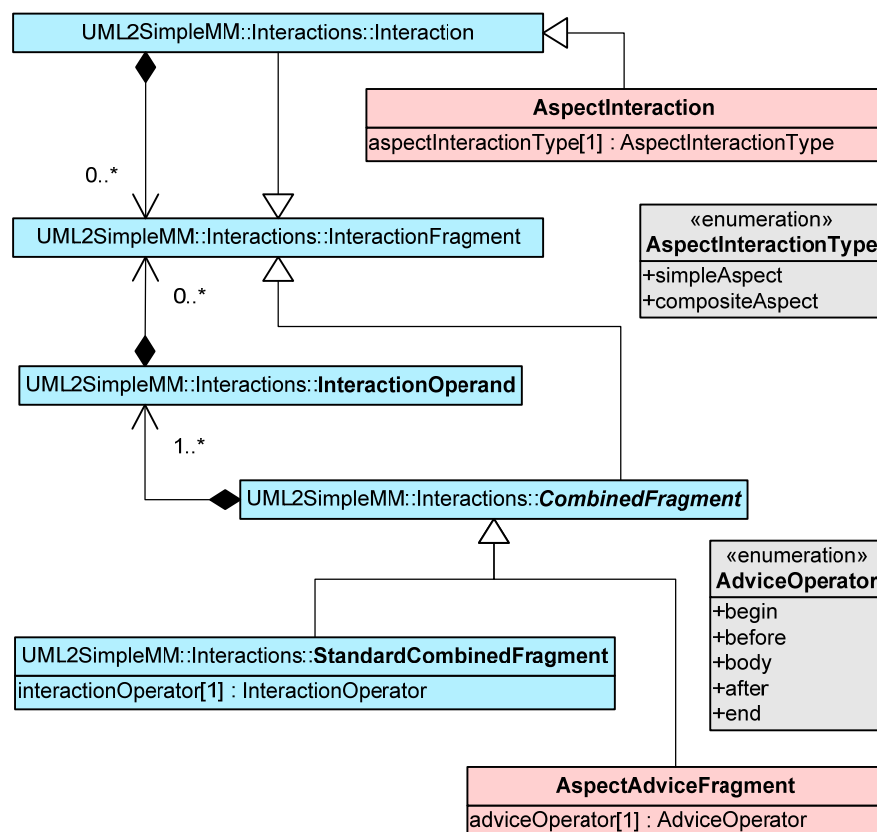 UML2SimpleMM::Interactions::Interaction
AspectInteraction
aspectInteractionType[1] : AspectInteractionType
0..*
UML2SimpleMM::Interactions::InteractionFragment
«enumeration»
AspectInteractionType
+simpleAspect
+compositeAspect
0..*
UML2SimpleMM::Interactions::InteractionOperand
1..*
UML2SimpleMM::Interactions::CombinedFragment
«enumeration»
AdviceOperator
+begin
+before
+body
+after
+end
UML2SimpleMM::Interactions::StandardCombinedFragment
interactionOperator[1] : InteractionOperator
AspectAdviceFragment
adviceOperator[1] : AdviceOperator